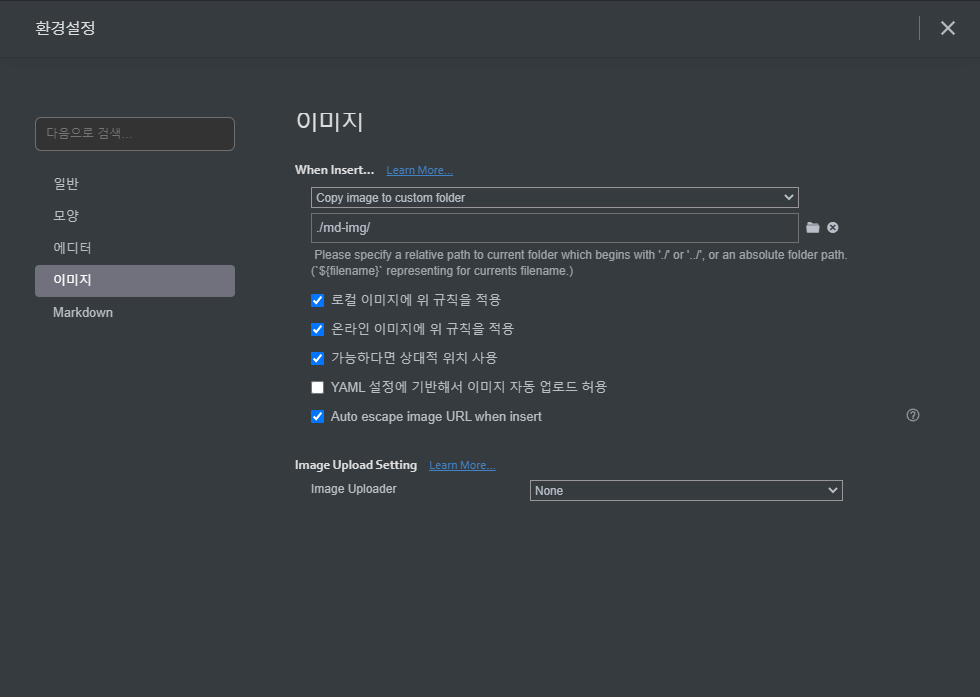 환경설정
다음으로 검색...
일반
모양
에디터
이미지
Markdown
이미지
When Insert... Learn More...
Copy image to custom folder
./md-img/
Please specify a relative path to current folder which begins with './' or '../', or an absolute folder path.
(`${filename}` representing for currents filename.)
로컬 이미지에 위 규칙을 적용
온라인 이미지에 위 규칙을 적용
가능하다면 상대적 위치 사용
YAML 설정에 기반해서 이미지 자동 업로드 허용
Auto escape image URL when insert
Image Upload Setting Learn More...
Image Uploader None